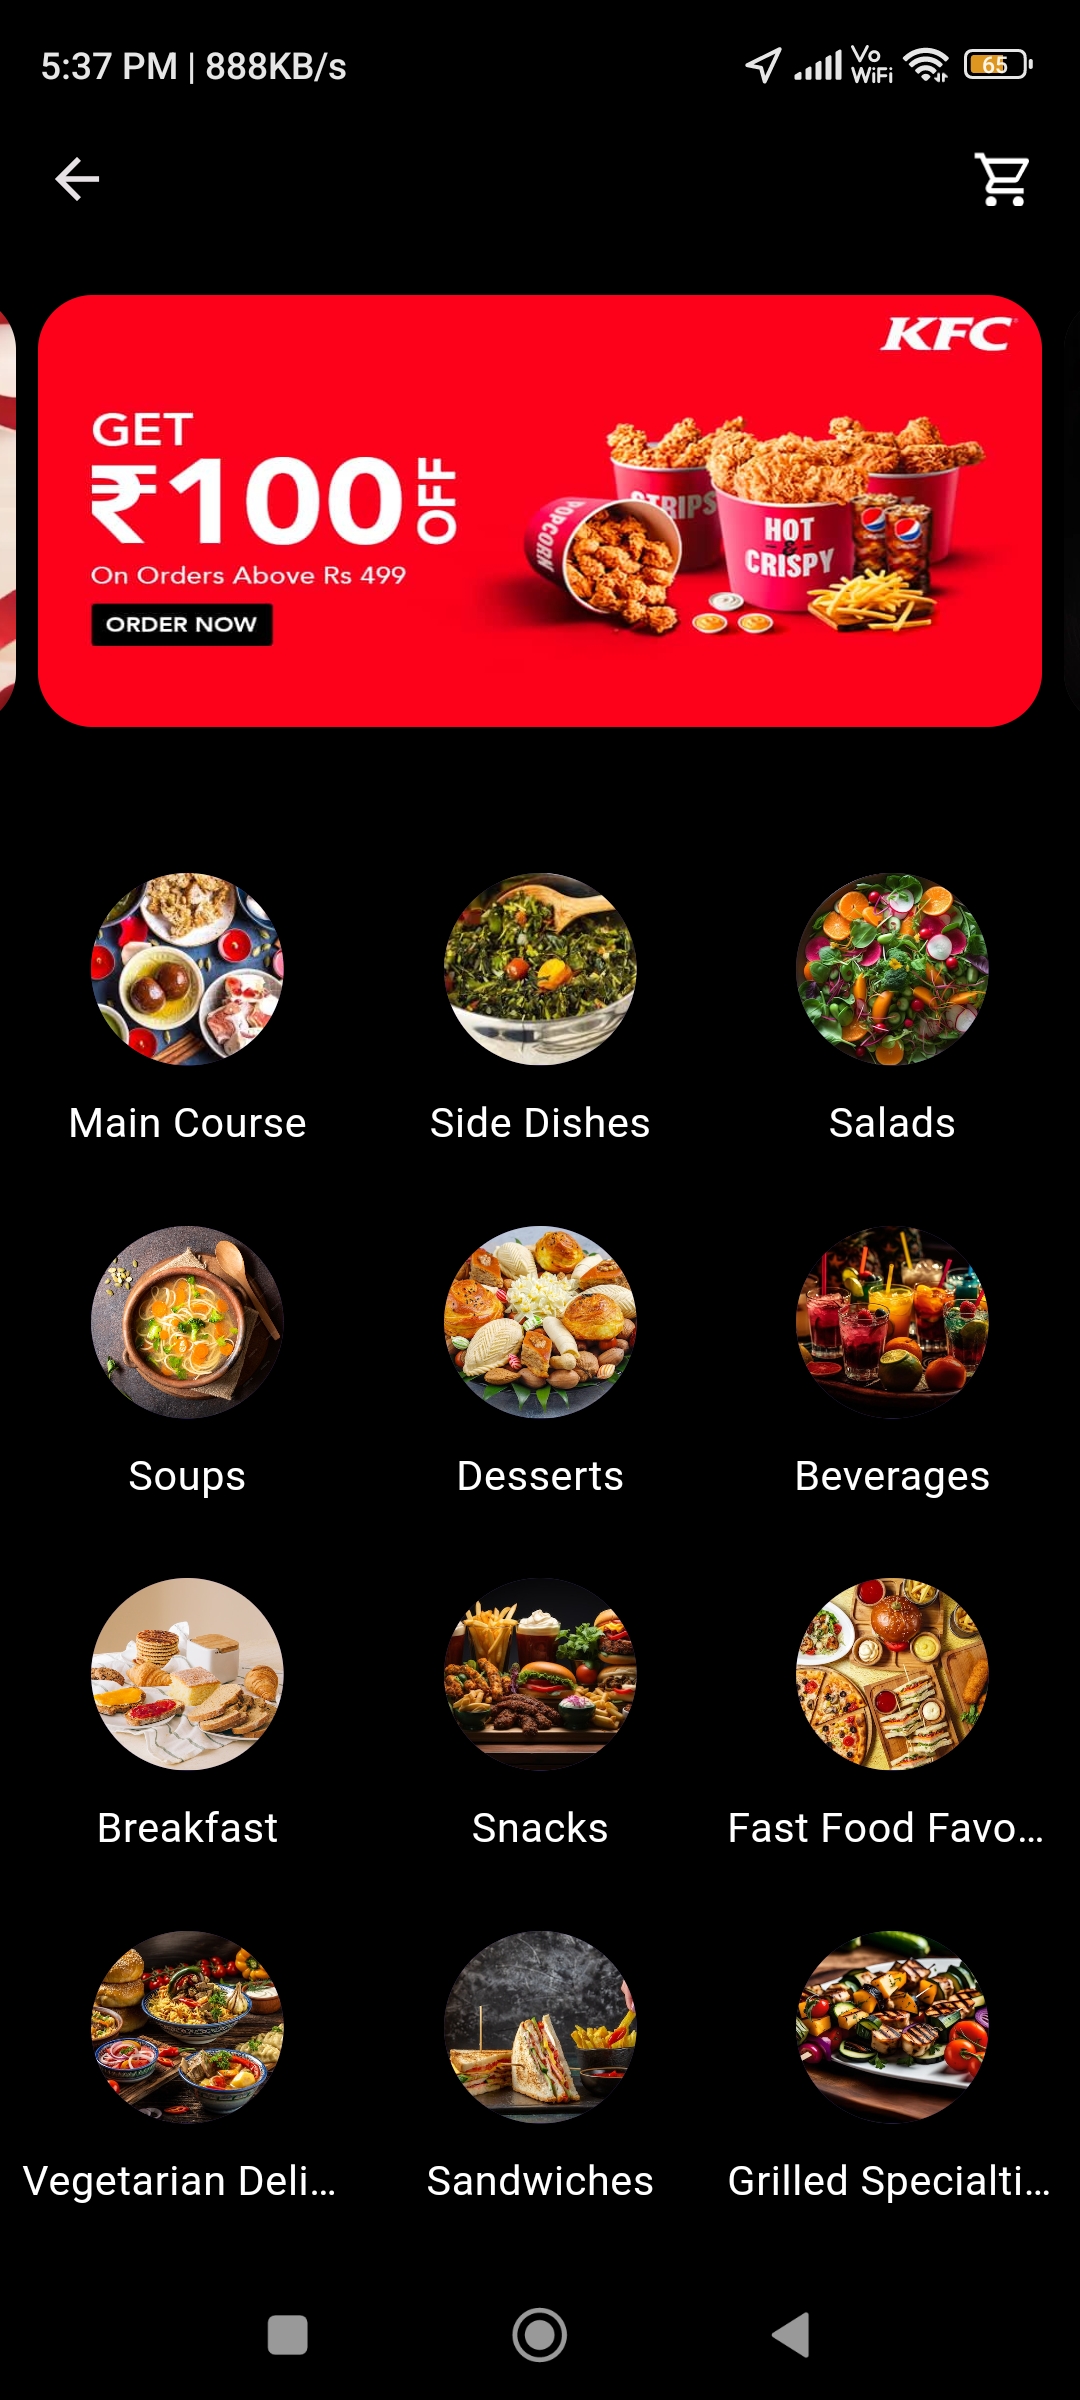 5:37 PM | 888KB/s
Vo
WiFi
65
KFC
GET
₹100 OFF
On Orders Above Rs 499
ORDER NOW
STRIPS
POPCORN
HOT
&
CRISPY
Main Course
Side Dishes
Salads
Soups
Desserts
Beverages
Breakfast
Snacks
Fast Food Favo...
Vegetarian Deli...
Sandwiches
Grilled Specialti...